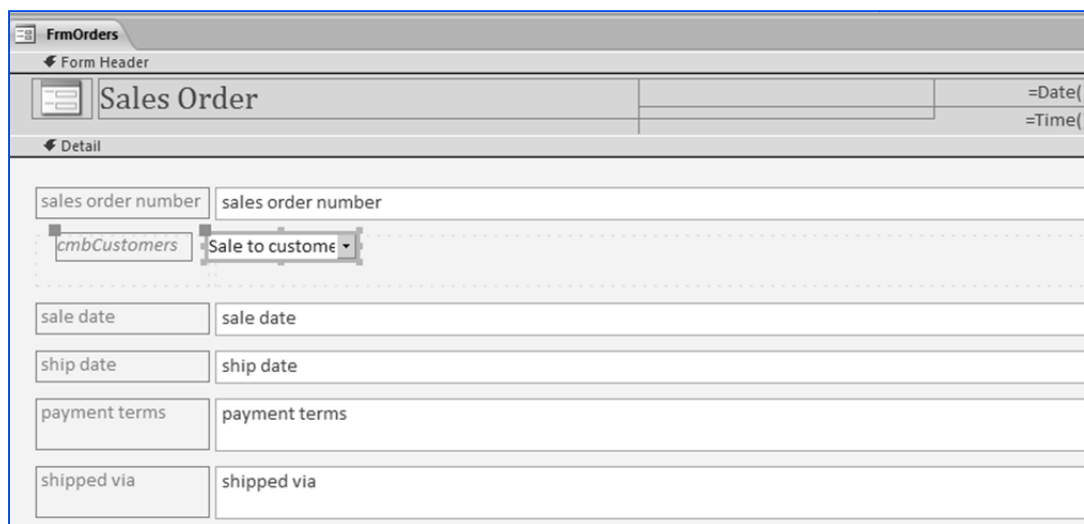 FrmOrders
Form Header
Sales Order
=Date(
=Time(
Detail
sales order number sales order number
cmbCustomers Sale to custome
sale date sale date
ship date ship date
payment terms payment terms
shipped via shipped via